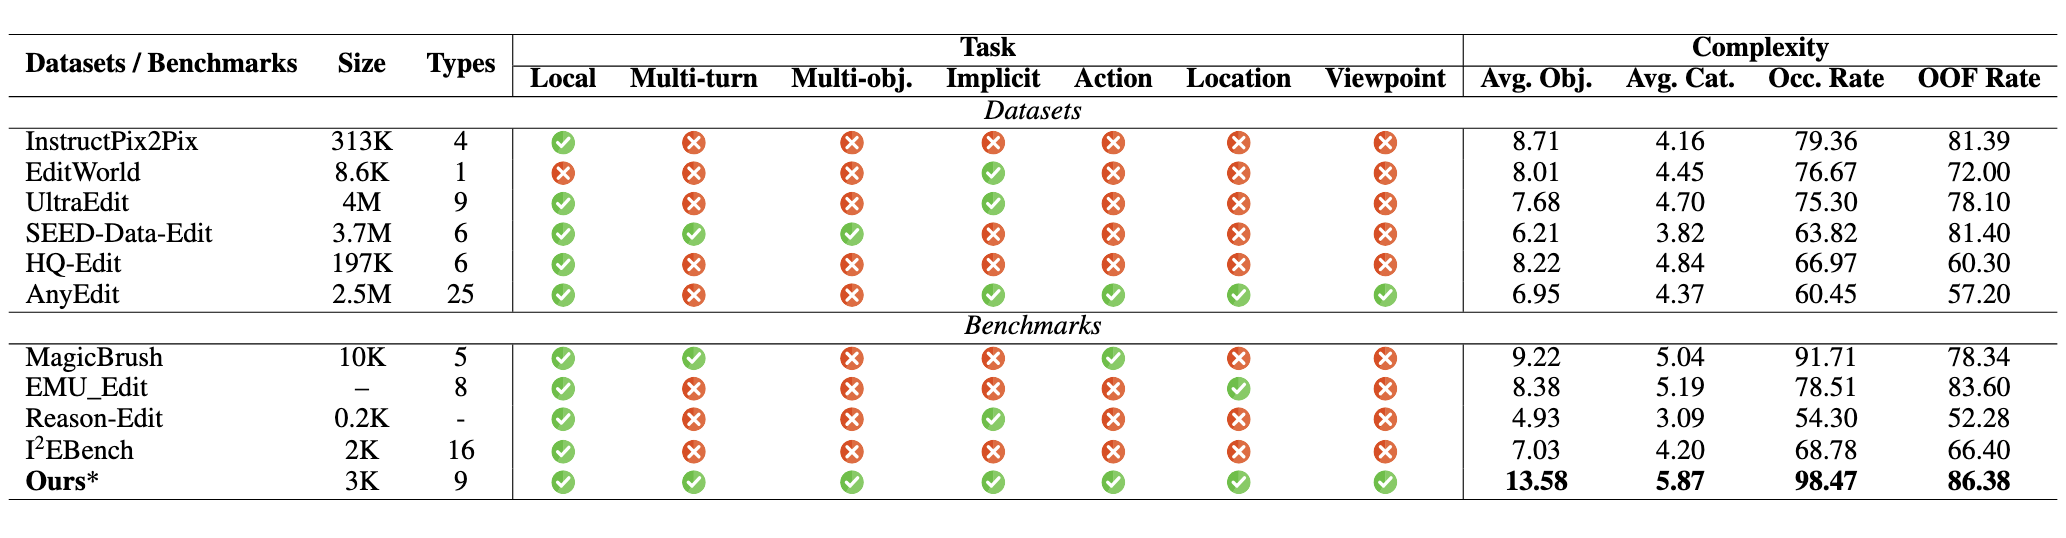 Task Complexity
Datasets / Benchmarks Size Types
Local Multi-turn Multi-obj. Implicit Action Location Viewpoint Avg. Obj. Avg. Cat. Occ. Rate OOF Rate
Datasets
InstructPix2Pix 313K 4 ✓ ✗ ✗ ✗ ✗ ✗ ✗ 8.71 4.16 79.36 81.39
EditWorld 8.6K 1 ✗ ✗ ✗ ✓ ✗ ✗ ✗ 8.01 4.45 76.67 72.00
UltraEdit 4M 9 ✓ ✗ ✗ ✓ ✗ ✗ ✗ 7.68 4.70 75.30 78.10
SEED-Data-Edit 3.7M 6 ✓ ✓ ✓ ✗ ✗ ✗ ✗ 6.21 3.82 63.82 81.40
HQ-Edit 197K 6 ✓ ✗ ✗ ✗ ✗ ✗ ✗ 8.22 4.84 66.97 60.30
AnyEdit 2.5M 25 ✓ ✗ ✗ ✓ ✓ ✓ ✓ 6.95 4.37 60.45 57.20
Benchmarks
MagicBrush 10K 5 ✓ ✓ ✗ ✗ ✓ ✗ ✗ 9.22 5.04 91.71 78.34
EMU_Edit – 8 ✓ ✗ ✗ ✗ ✗ ✓ ✗ 8.38 5.19 78.51 83.60
Reason-Edit 0.2K - ✓ ✗ ✗ ✓ ✗ ✗ ✗ 4.93 3.09 54.30 52.28
I²EBench 2K 16 ✓ ✗ ✗ ✗ ✗ ✗ ✗ 7.03 4.20 68.78 66.40
Ours* 3K 9 ✓ ✓ ✓ ✓ ✓ ✓ ✓ 13.58 5.87 98.47 86.38